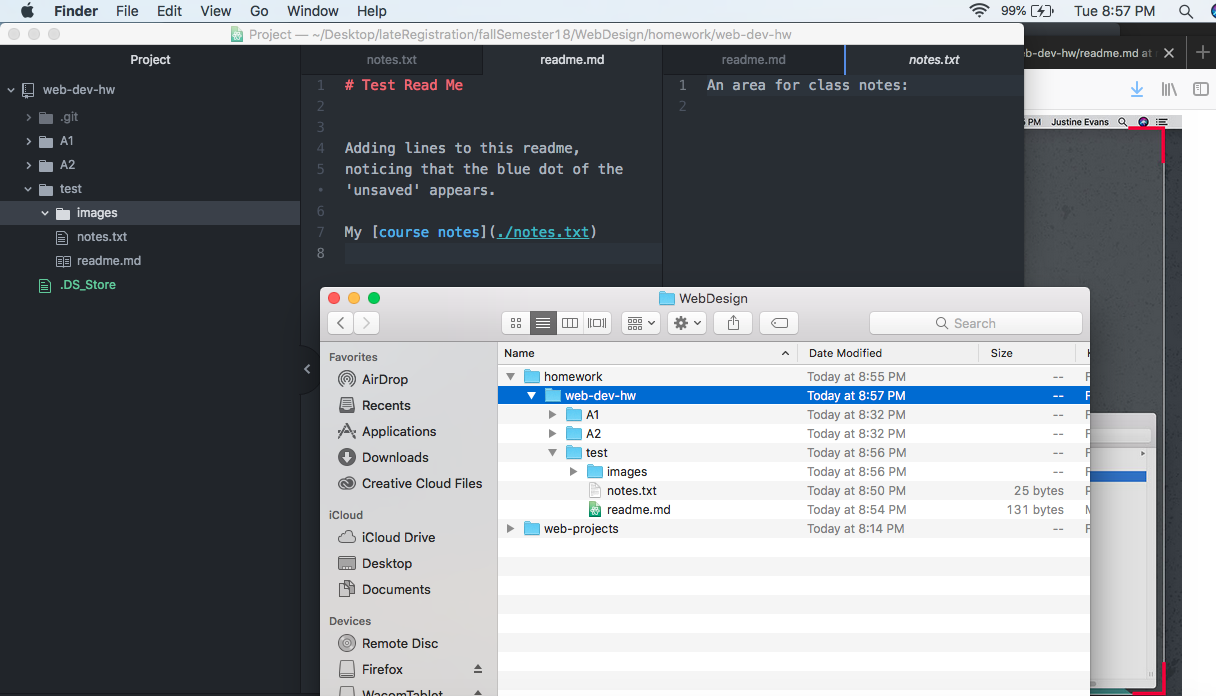 Finder File Edit View Go Window Help 99% Tue 8:57 PM
Project — ~/Desktop/lateRegistration/fallSemester18/WebDesign/homework/web-dev-hw
Project
web-dev-hw
.git
A1
A2
test
images
notes.txt
readme.md
.DS_Store
notes.txt readme.md
1 # Test Read Me
2
3
4 Adding lines to this readme,
5 noticing that the blue dot of the
• 'unsaved' appears.
6
7 My [course notes](./notes.txt)
8
readme.md notes.txt
1 An area for class notes:
2
b-dev-hw/readme.md at
PM Justine Evans
WebDesign
Search
Favorites
AirDrop
Recents
Applications
Downloads
Creative Cloud Files
iCloud
iCloud Drive
Desktop
Documents
Devices
Remote Disc
Firefox
WacomTablet
Name Date Modified Size
homework Today at 8:55 PM --
web-dev-hw Today at 8:57 PM --
A1 Today at 8:32 PM --
A2 Today at 8:32 PM --
test Today at 8:56 PM --
images Today at 8:56 PM --
notes.txt Today at 8:50 PM 25 bytes
readme.md Today at 8:54 PM 131 bytes
web-projects Today at 8:14 PM --